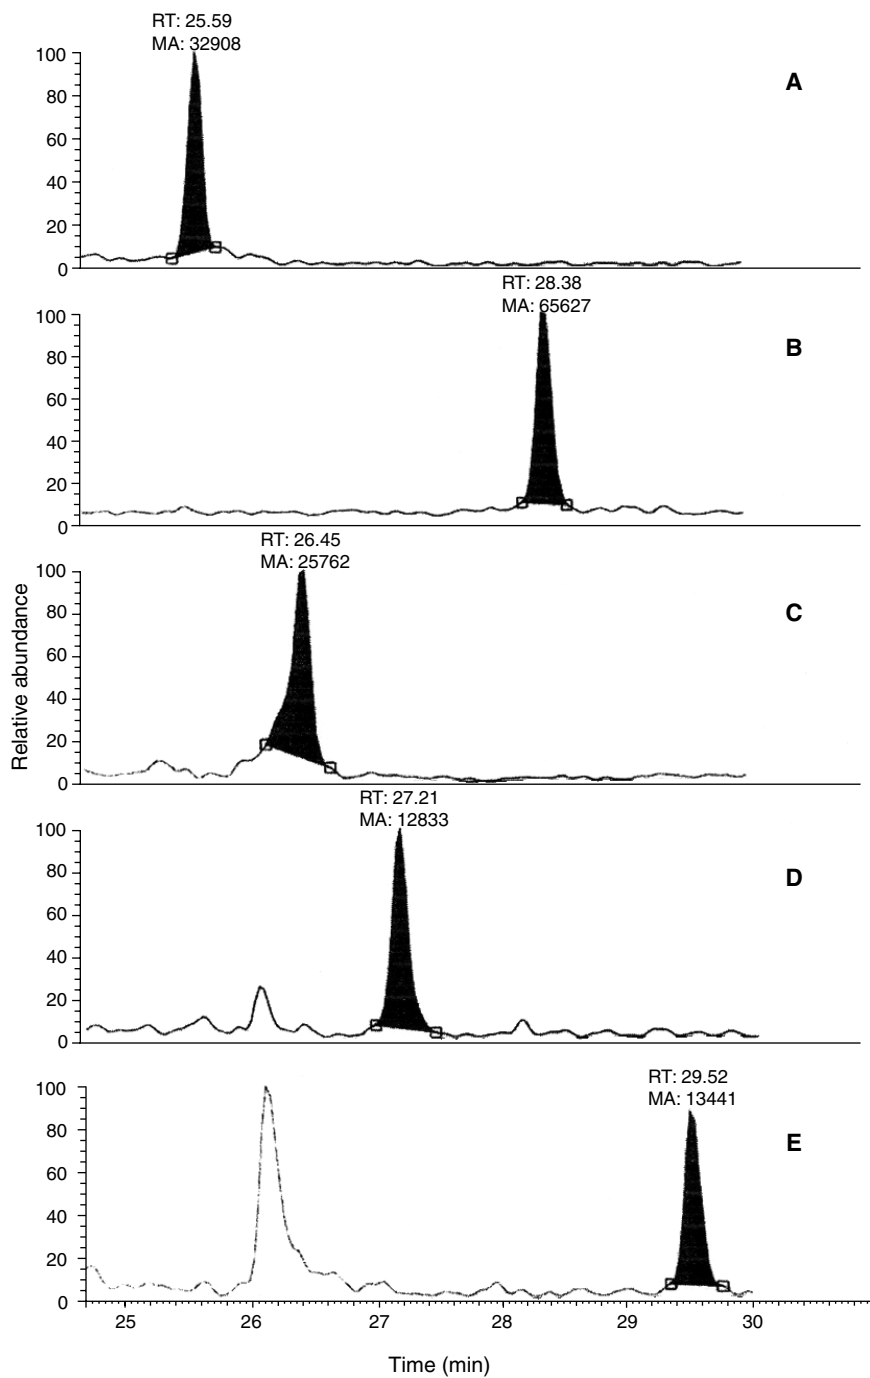 RT: 25.59
MA: 32908
100
80
60
40
20
0
A
RT: 28.38
MA: 65627
100
80
60
40
20
0
B
RT: 26.45
MA: 25762
100
80
60
40
20
0
C
Relative abundance
RT: 27.21
MA: 12833
100
80
60
40
20
0
D
RT: 29.52
MA: 13441
100
80
60
40
20
0
E
25 26 27 28 29 30
Time (min)